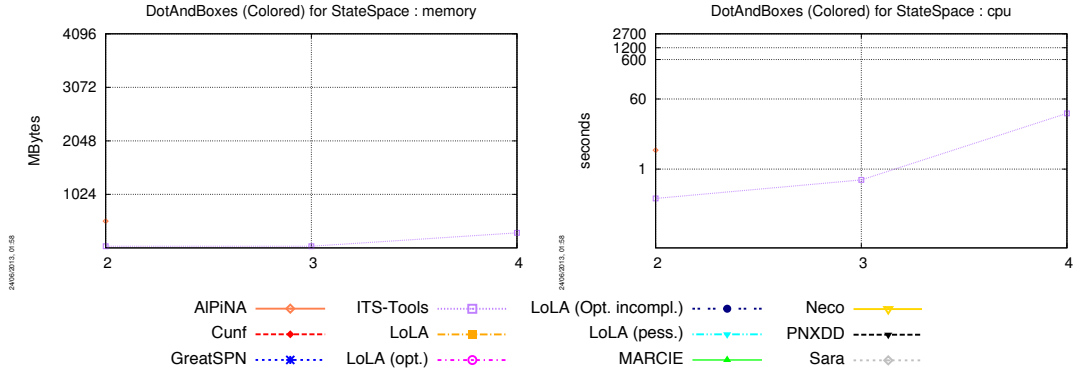 DotAndBoxes (Colored) for StateSpace : memory
4096
3072
2048
1024
MBytes
2
3
4
24/06/2013, 01:58
DotAndBoxes (Colored) for StateSpace : cpu
2700
1200
600
60
1
seconds
2
3
4
24/06/2013, 01:58
AlPiNA
Cunf
GreatSPN
ITS-Tools
LoLA
LoLA (opt.)
LoLA (Opt. incompl.)
LoLA (pess.)
MARCIE
Neco
PNXDD
Sara